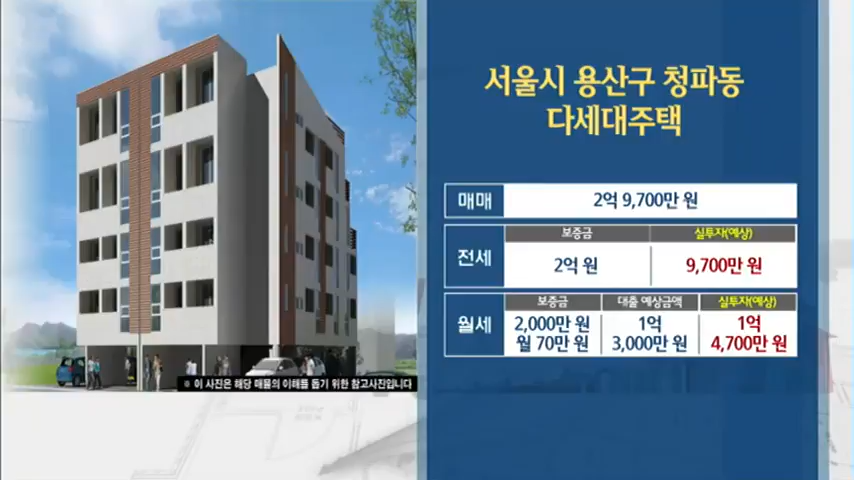 서울시 용산구 청파동
다세대주택
매매 2억 9,700만 원
전세 보증금 실투자(예상)
2억 원 9,700만 원
월세 보증금 대출 예상금액 실투자(예상)
2,000만 원 1억 1억
월 70만 원 3,000만 원 4,700만 원
※ 이 사진은 해당 매물의 이해를 돕기 위한 참고사진입니다